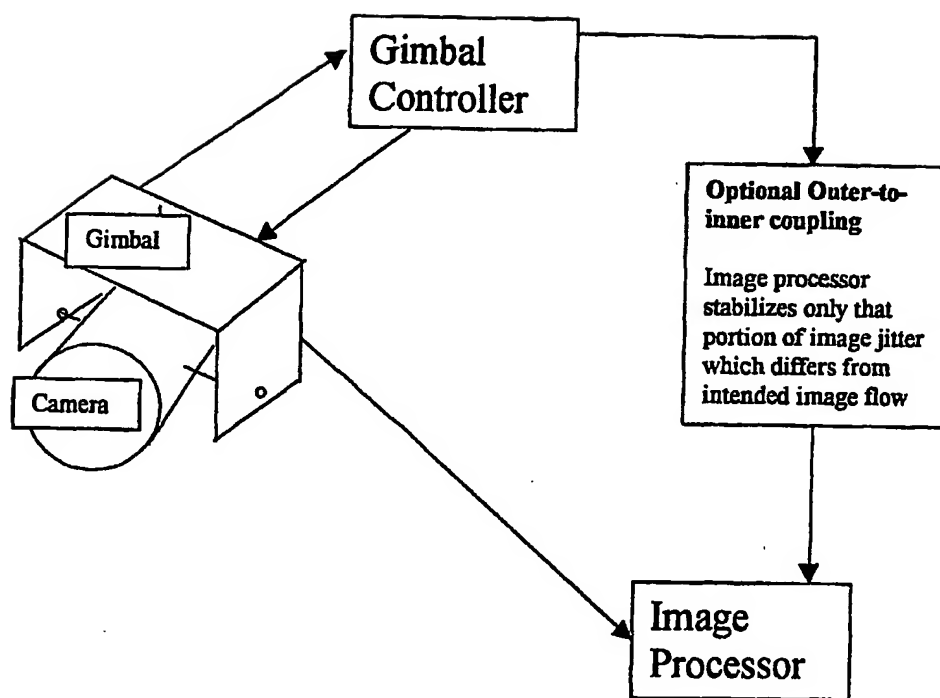 Gimbal
Controller
Optional Outer-to-
inner coupling
Image processor
stabilizes only that
portion of image jitter
which differs from
intended image flow
Gimbal
Camera
Image
Processor